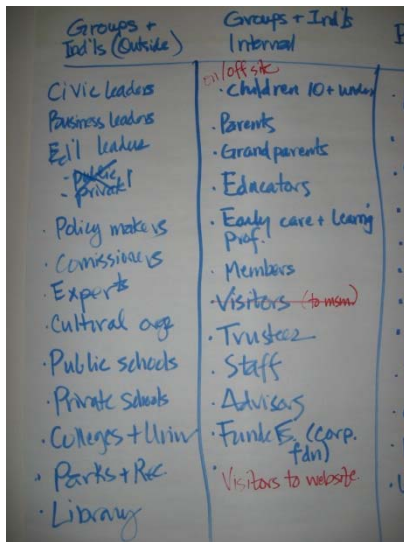 Groups +
Ind'ls (Outside)
Civic leaders
Business leaders
Ed'l leaders
- Public
- Private
· Policy makers
· Comissioners
· Experts
· Cultural orgs
· Public schools
· Private schools
· Colleges + Univ
· Parks + Rec.
· Library
Groups + Ind'ls
Internal
on/off site
· Children 10 + under
· Parents
· Grandparents
· Educators
· Early care + learning
Prof.
· Members
· Visitors (to msm)
· Trustees
· Staff
· Advisors
· Funders (corp.
fdn)
Visitors to website